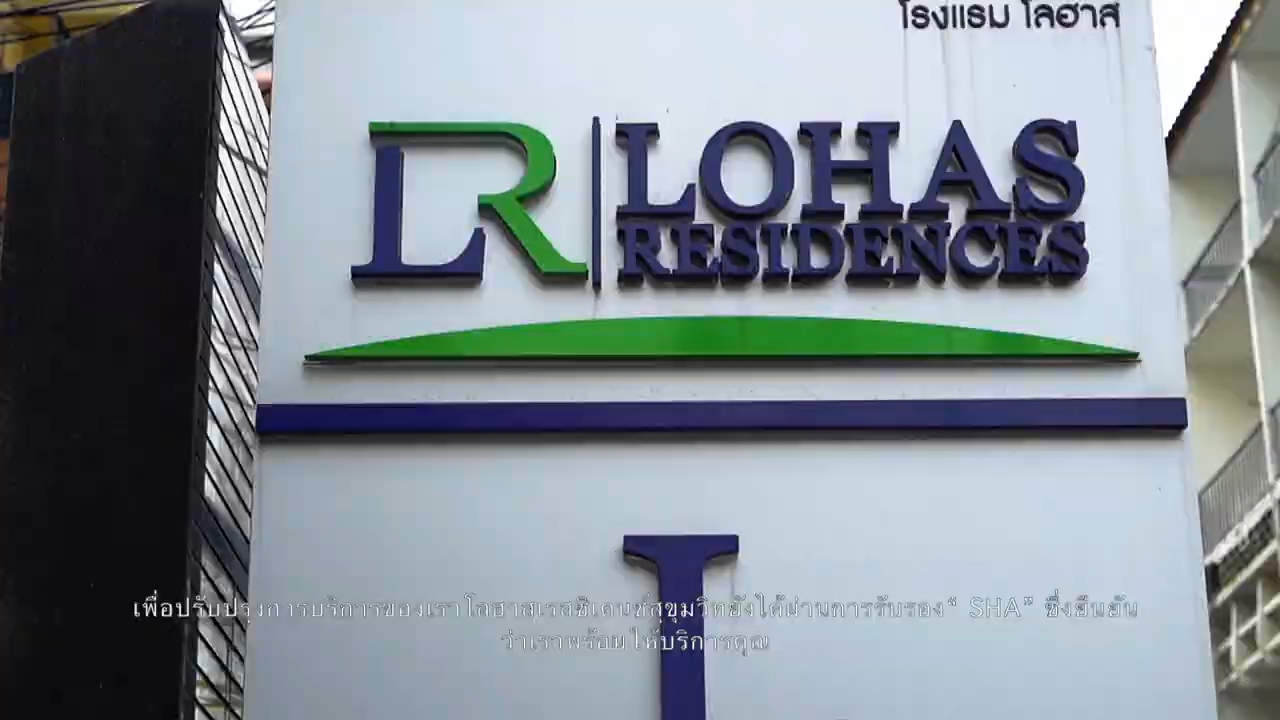 โรงแรม โลฮาส
LR
LOHAS
RESIDENCES
L
เพื่อปรับปรุงการบริการของเราโลฮาสเรสซิเดนซ์สุขุมวิทยังได้ผ่านการรับรอง“ SHA” ซึ่งยืนยัน
ว่าเราพร้อมให้บริการคุณ